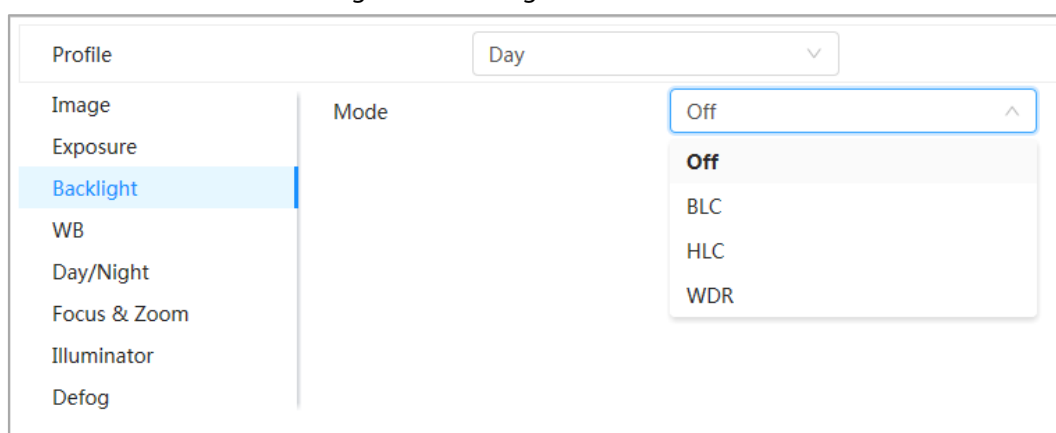 Profile Day
Image Mode Off
Exposure
Off
Backlight
BLC
WB
HLC
Day/Night
WDR
Focus & Zoom
Illuminator
Defog